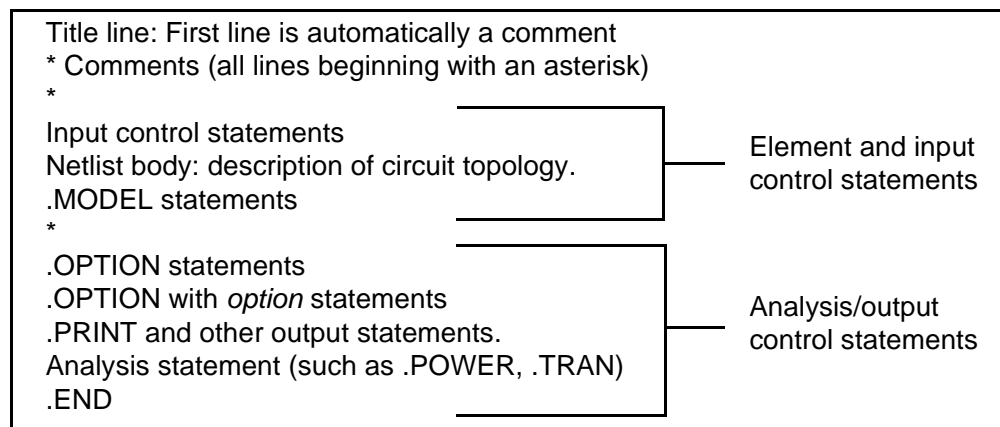 Title line: First line is automatically a comment
* Comments (all lines beginning with an asterisk)
*
Input control statements
Netlist body: description of circuit topology.
.MODEL statements
*
.OPTION statements
.OPTION with option statements
.PRINT and other output statements.
Analysis statement (such as .POWER, .TRAN)
.END
Element and input
control statements
Analysis/output
control statements